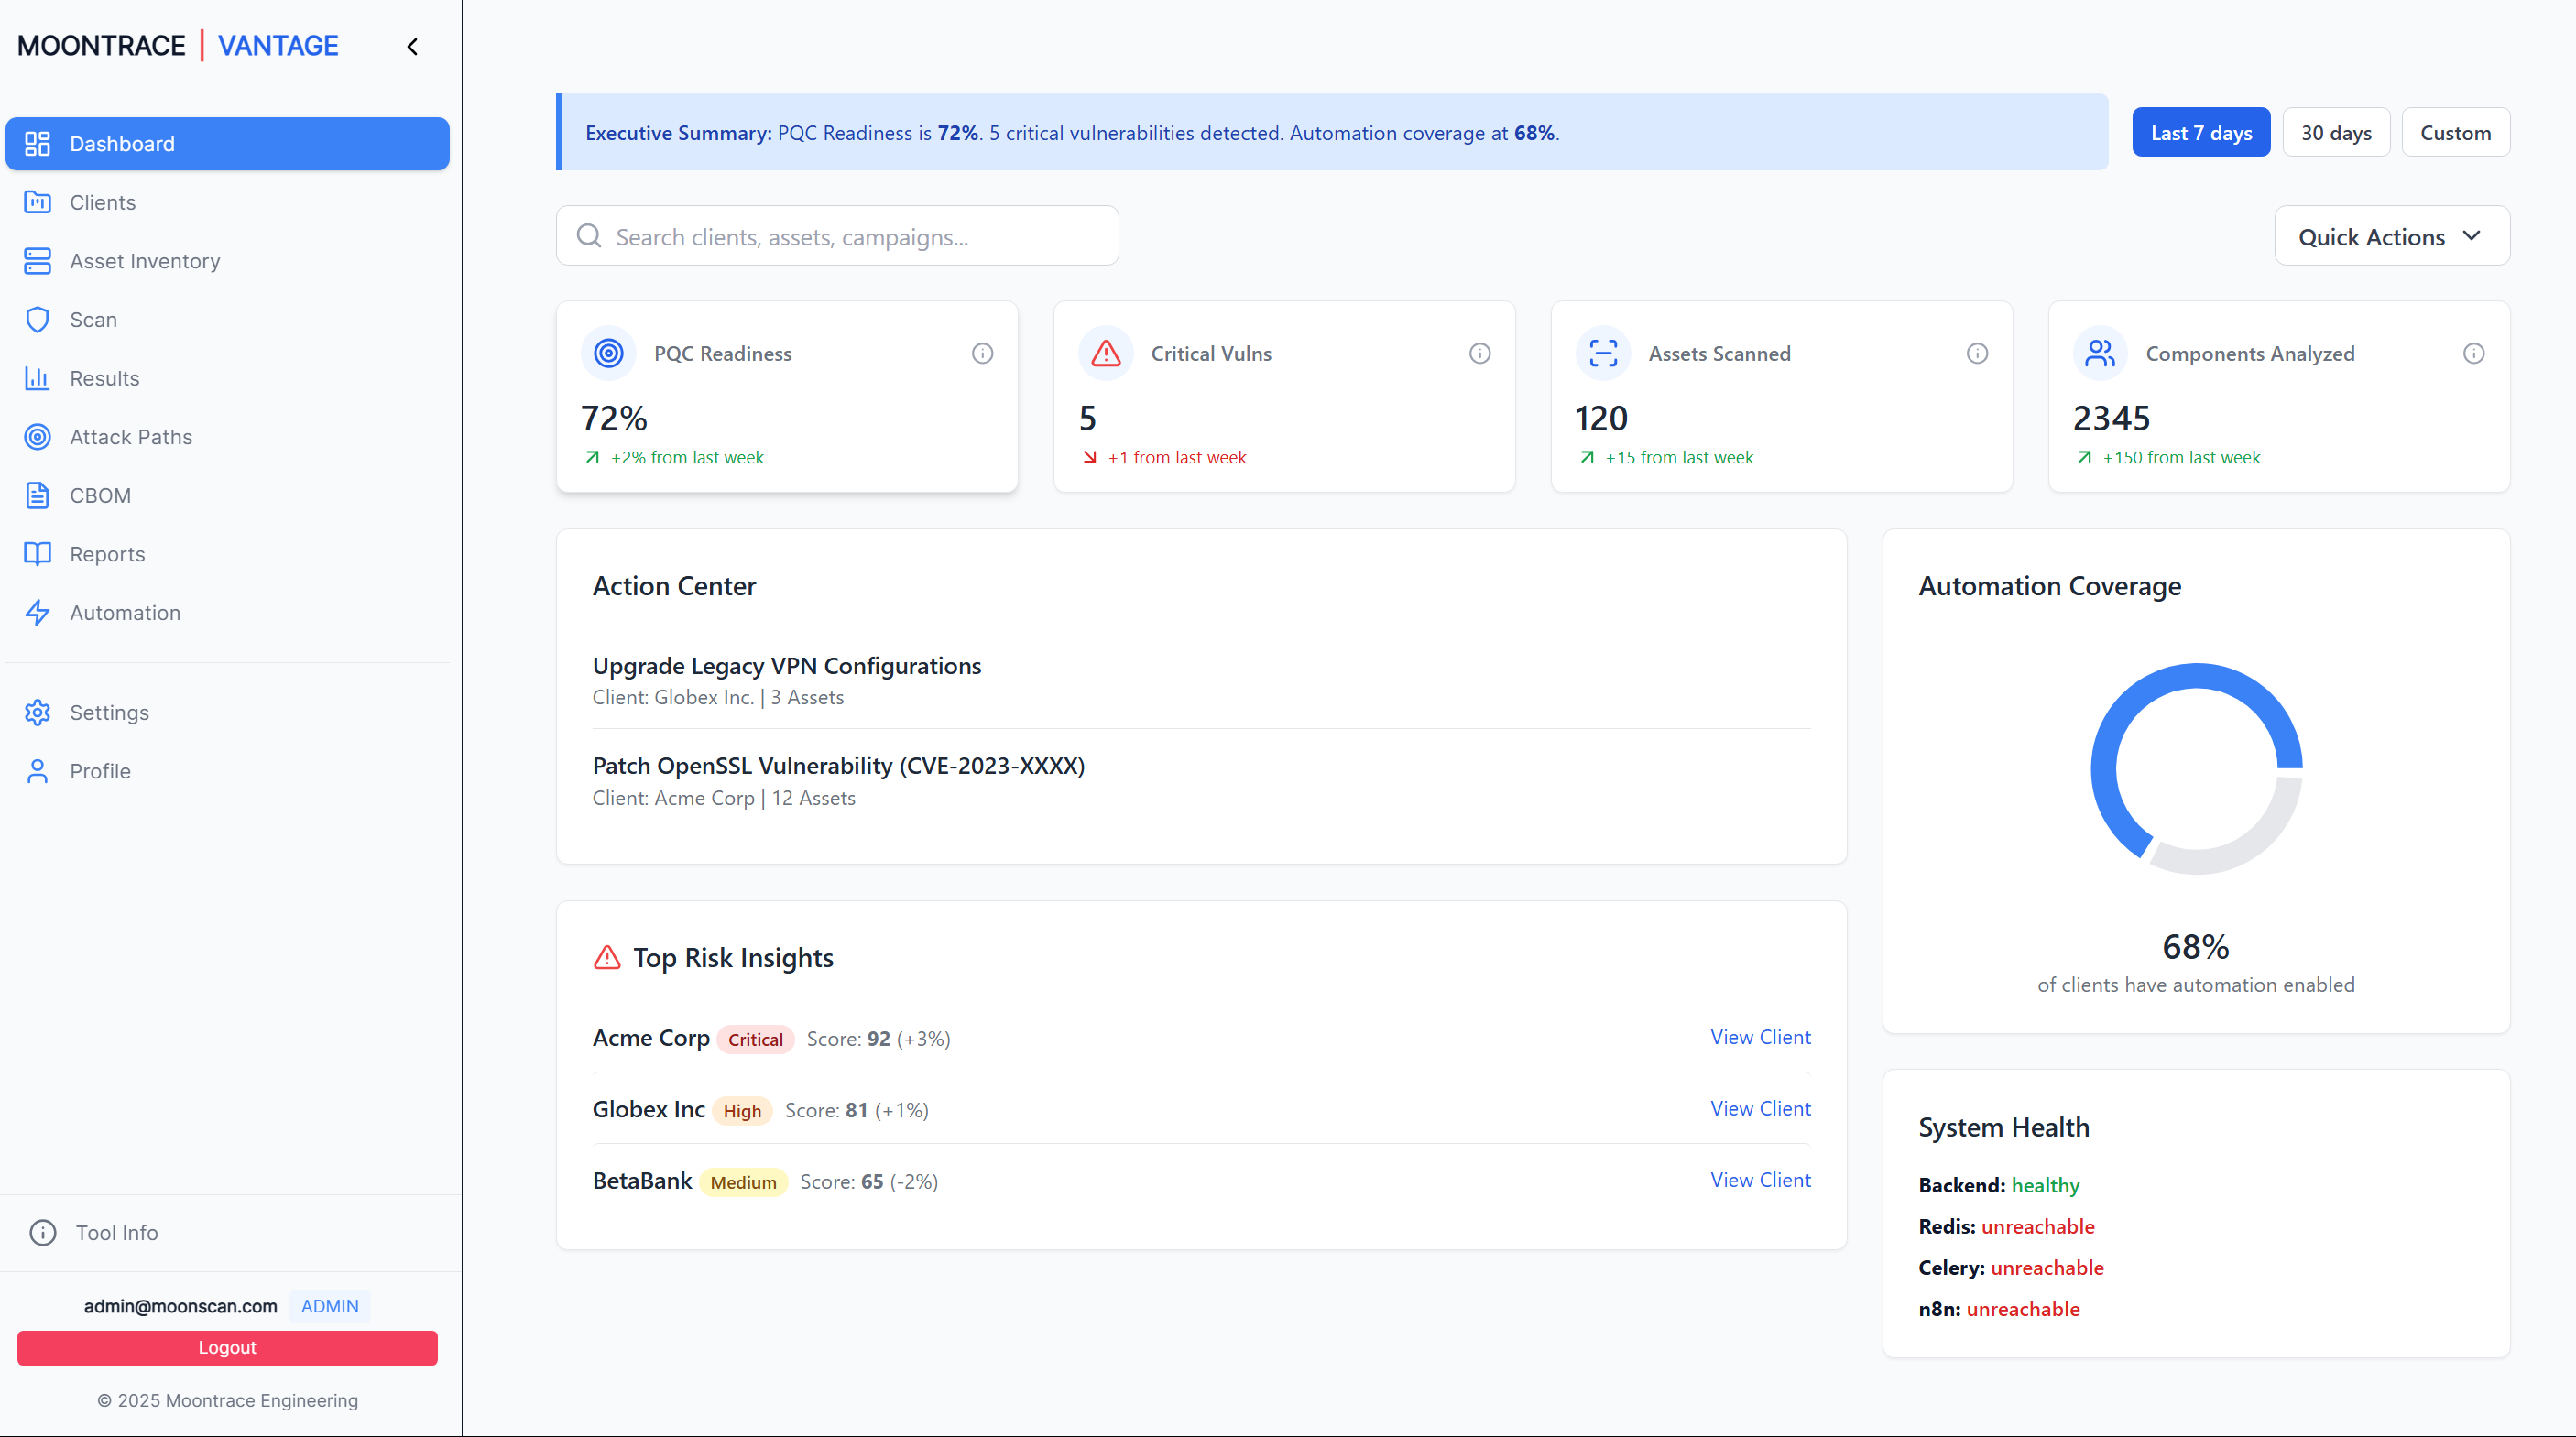 MOONTRACE | VANTAGE
Dashboard
Clients
Asset Inventory
Scan
Results
Attack Paths
CBOM
Reports
Automation
Settings
Profile
Tool Info
admin@moonscan.com ADMIN
Logout
© 2025 Moontrace Engineering
Executive Summary: PQC Readiness is 72%. 5 critical vulnerabilities detected. Automation coverage at 68%.
Last 7 days
30 days
Custom
Search clients, assets, campaigns...
Quick Actions
PQC Readiness
72%
+2% from last week
Critical Vulns
5
+1 from last week
Assets Scanned
120
+15 from last week
Components Analyzed
2345
+150 from last week
Action Center
Upgrade Legacy VPN Configurations
Client: Globex Inc. | 3 Assets
Patch OpenSSL Vulnerability (CVE-2023-XXXX)
Client: Acme Corp | 12 Assets
Top Risk Insights
Acme Corp Critical Score: 92 (+3%) View Client
Globex Inc High Score: 81 (+1%) View Client
BetaBank Medium Score: 65 (-2%) View Client
Automation Coverage
68%
of clients have automation enabled
System Health
Backend: healthy
Redis: unreachable
Celery: unreachable
n8n: unreachable